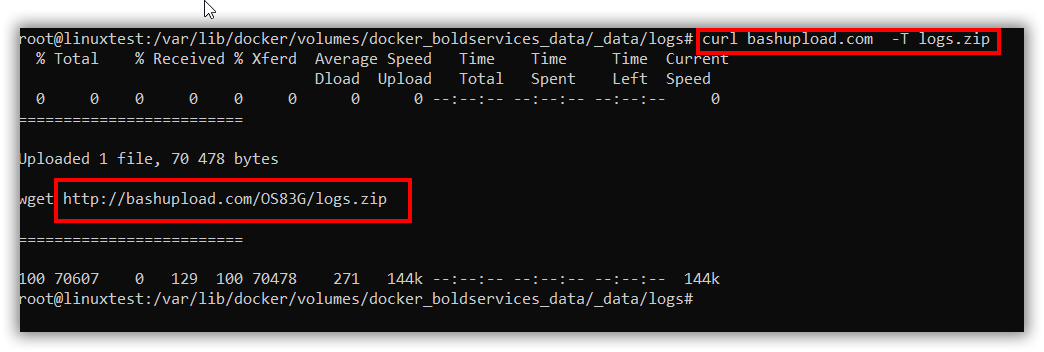 root@linuxtest:/var/lib/docker/volumes/docker_boldservices_data/_data/logs# curl bashupload.com  -T logs.zip
  % Total    % Received % Xferd  Average Speed   Time    Time     Time  Current
                                 Dload  Upload   Total   Spent    Left  Speed
  0     0    0     0    0     0      0      0 --:--:-- --:--:-- --:--:--     0
=========================
Uploaded 1 file, 70 478 bytes
wget http://bashupload.com/OS83G/logs.zip
=========================
100 70607    0   129  100 70478    271   144k --:--:-- --:--:-- --:--:--  144k
root@linuxtest:/var/lib/docker/volumes/docker_boldservices_data/_data/logs#